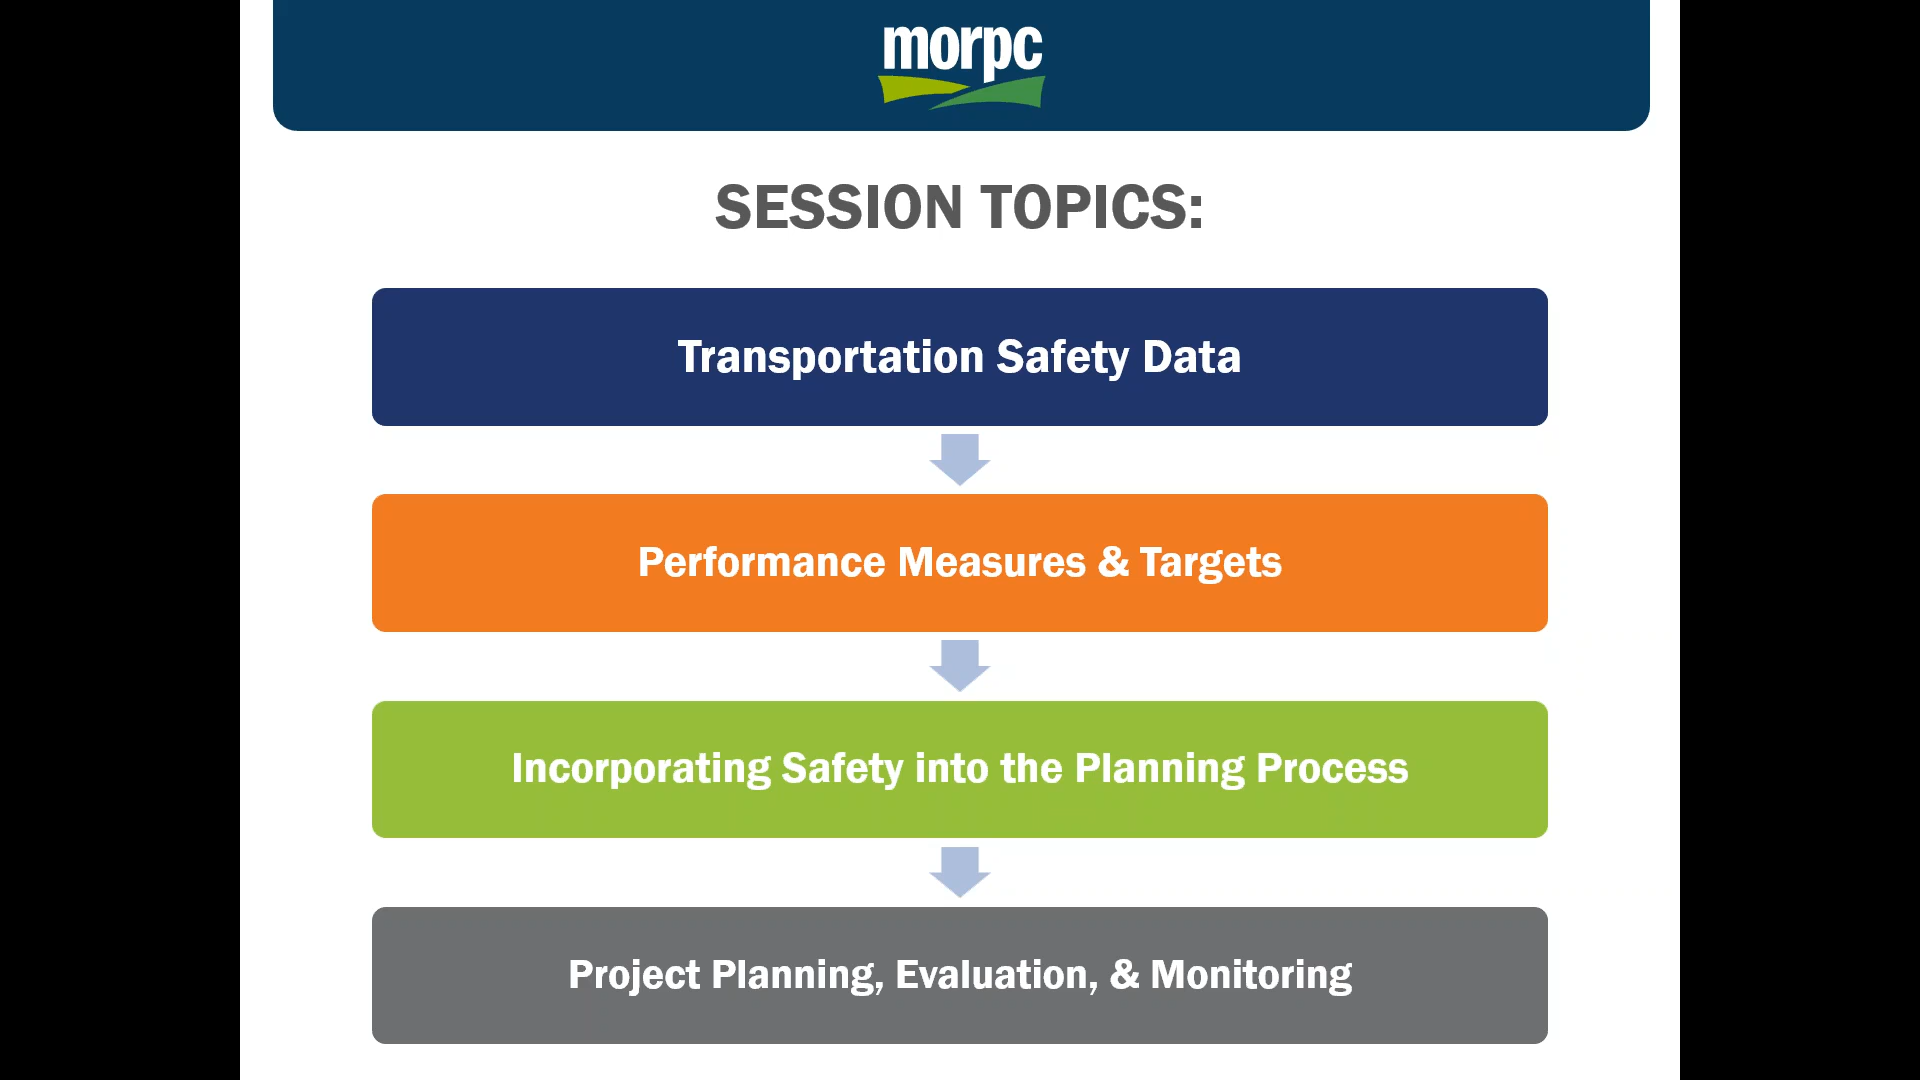 morpc
SESSION TOPICS:
Transportation Safety Data
Performance Measures & Targets
Incorporating Safety into the Planning Process
Project Planning, Evaluation, & Monitoring